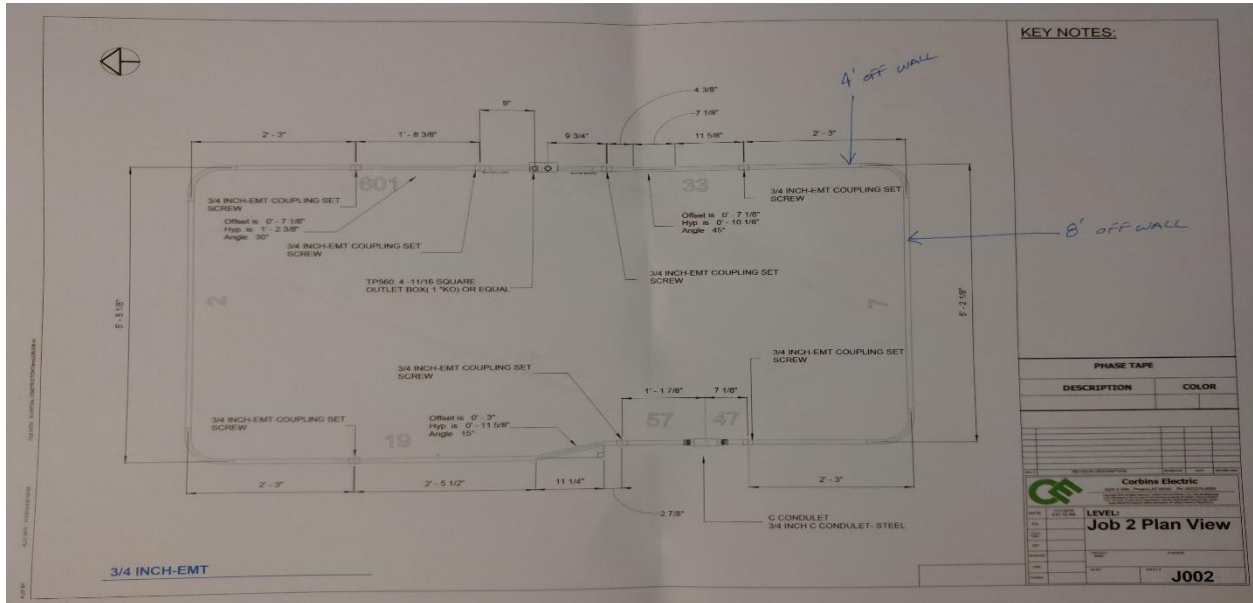 KEY NOTES:
4' off WALL
4 3/8"
7 1/8"
9"
2' - 3"
1' - 8 3/8"
9 3/4"
11 5/8"
2' - 3"
601
33
3/4 INCH-EMT COUPLING SET
SCREW
3/4 INCH-EMT COUPLING SET
SCREW
Offset is 0' - 7 1/8"
Hyp. is 1' - 2 3/8"
Angle 30°
Offset is 0' - 7 1/8"
Hyp. is 0' - 10 1/8"
Angle 45°
8' OFF WALL
3/4 INCH-EMT COUPLING SET
SCREW
3/4 INCH-EMT COUPLING SET
SCREW
TP560 4 -11/16 SQUARE
OUTLET BOX( 1 "KO) OR EQUAL
2
7
5' - 5 1/8"
5' - 2 1/8"
3/4 INCH-EMT COUPLING SET
SCREW
3/4 INCH-EMT COUPLING SET
SCREW
PHASE TAPE
DESCRIPTION
COLOR
1' - 1 7/8"
7 1/8"
57
47
3/4 INCH-EMT COUPLING SET
SCREW
Offset is 0' - 3"
Hyp. is 0' - 11 5/8"
Angle 15°
19
2' - 3"
2' - 5 1/2"
11 1/4"
2' - 3"
2 7/8"
C CONDULET
3/4 INCH C CONDULET- STEEL
Corbins Electric
LEVEL:
Job 2 Plan View
J002
3/4 INCH-EMT